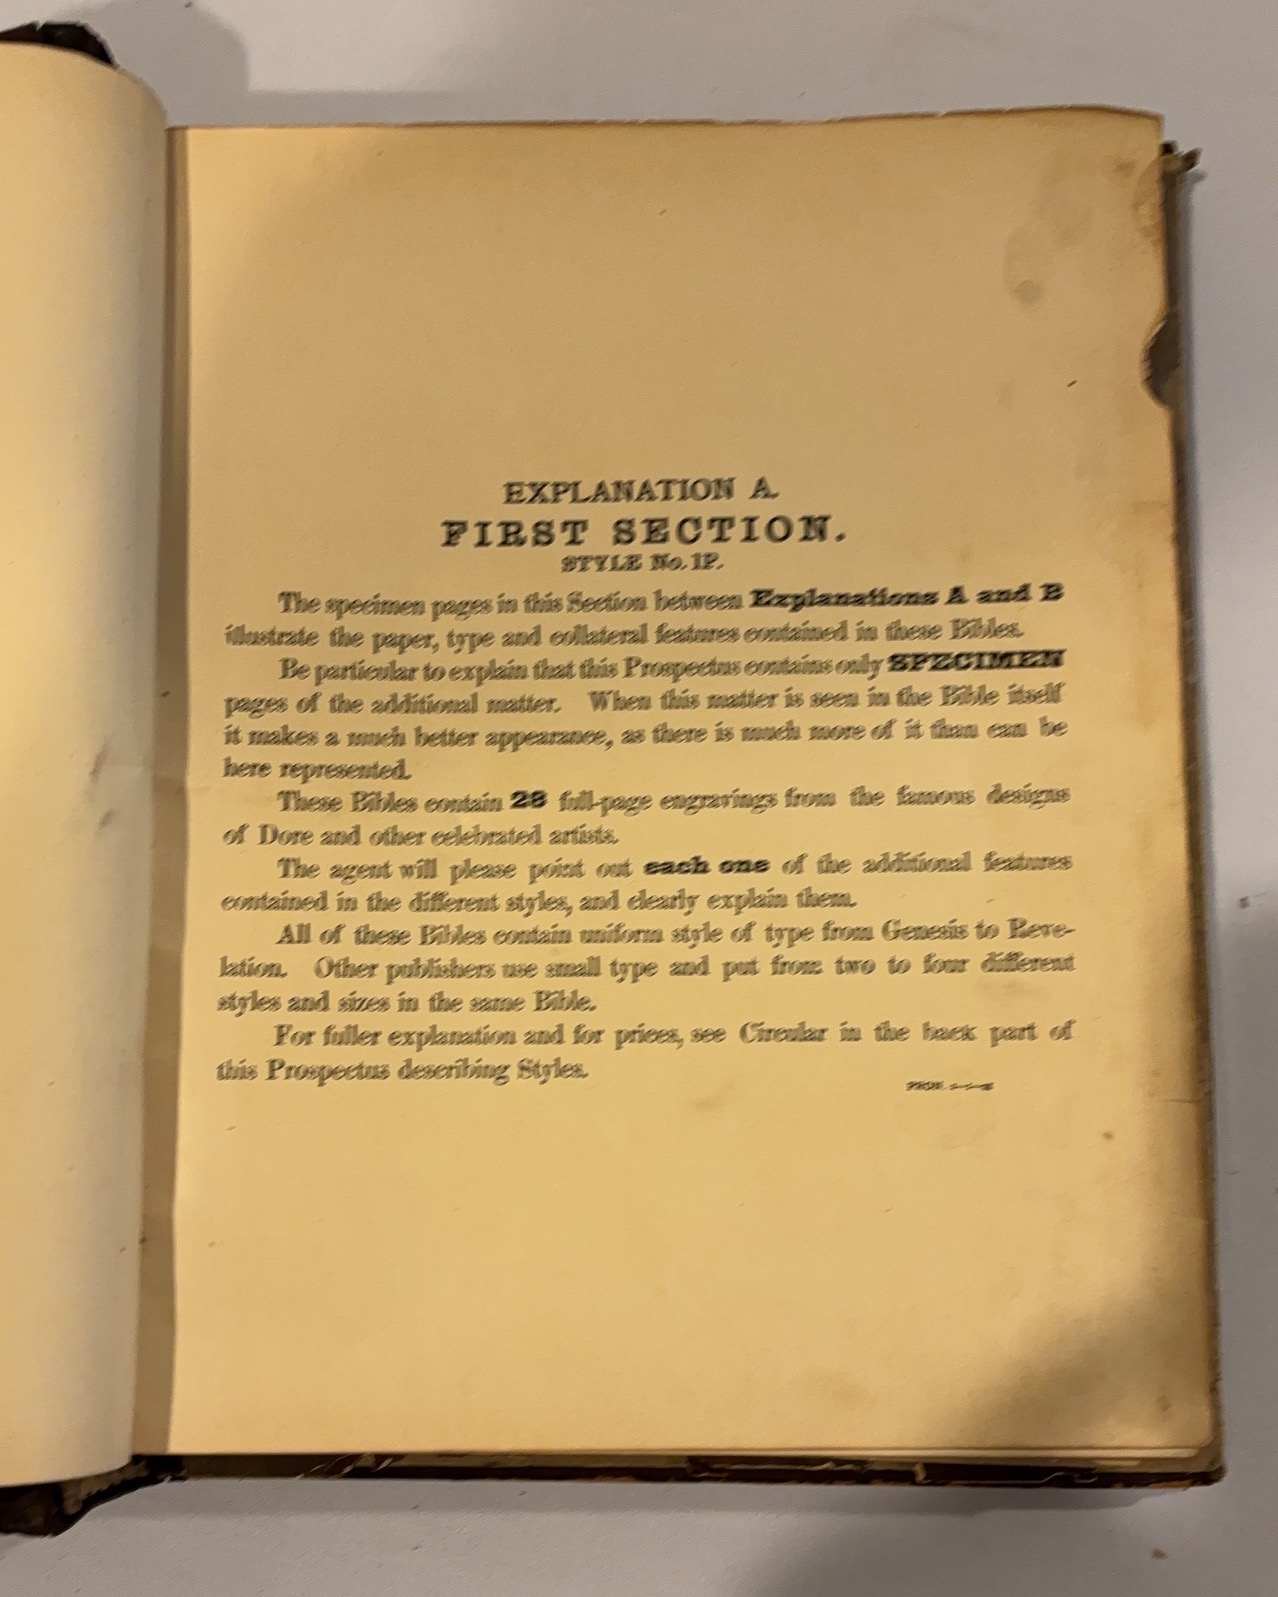 EXPLANATION A.
FIRST SECTION.
STYLE No. 1P.
The specimen pages in this Section between Explanations A and B
illustrate the paper, type and collateral features contained in these Bibles.
Be particular to explain that this Prospectus contains only SPECIMEN
pages of the additional matter. When this matter is seen in the Bible itself
it makes a much better appearance, as there is much more of it than can be
here represented.
These Bibles contain 28 full-page engravings from the famous designs
of Dore and other celebrated artists.
The agent will please point out each one of the additional features
contained in the different styles, and clearly explain them.
All of these Bibles contain uniform style of type from Genesis to Reve-
lation. Other publishers use small type and put from two to four different
styles and sizes in the same Bible.
For fuller explanation and for prices, see Circular in the back part of
this Prospectus describing Styles.